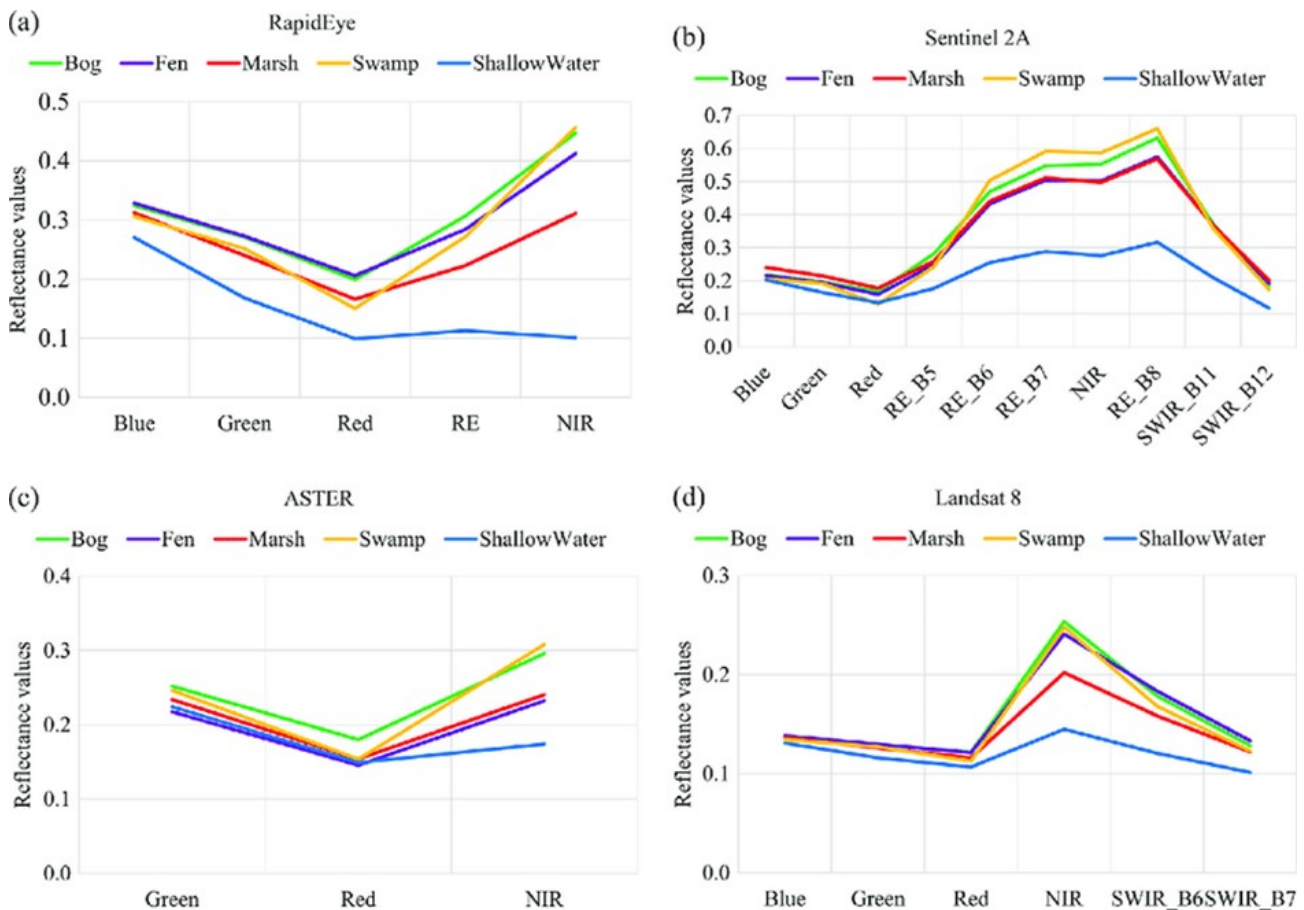 (a)
RapidEye
Bog Fen Marsh Swamp ShallowWater
Reflectance values
0.5
0.4
0.3
0.2
0.1
0.0
Blue Green Red RE NIR
(b)
Sentinel 2A
Bog Fen Marsh Swamp ShallowWater
Reflectance values
0.7
0.6
0.5
0.4
0.3
0.2
0.1
0.0
Blue Green Red RE_B5 RE_B6 RE_B7 NIR RE_B8 SWIR_B11 SWIR_B12
(c)
ASTER
Bog Fen Marsh Swamp ShallowWater
Reflectance values
0.4
0.3
0.2
0.1
0.0
Green Red NIR
(d)
Landsat 8
Bog Fen Marsh Swamp ShallowWater
Reflectance values
0.3
0.2
0.1
0.0
Blue Green Red NIR SWIR_B6 SWIR_B7